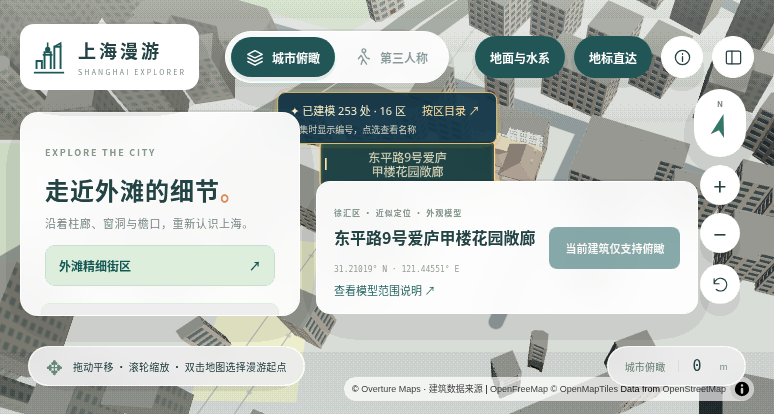 上海漫游
SHANGHAI EXPLORER
城市俯瞰
第三人称
地面与水系
地标直达
N
✦ 已建模 253 处 · 16 区 按区目录 ↗
集时显示编号，点选查看名称
东平路9号爱庐
甲楼花园敞廊
EXPLORE THE CITY
走近外滩的细节。
沿着柱廊、窗洞与檐口，重新认识上海。
外滩精细街区 ↗
徐汇区 · 近似定位 · 外观模型
东平路9号爱庐甲楼花园敞廊
当前建筑仅支持俯瞰
31.21019° N · 121.44551° E
查看模型范围说明 ↗
拖动平移 · 滚轮缩放 · 双击地图选择漫游起点
城市俯瞰 0 m
© Overture Maps · 建筑数据来源 | OpenFreeMap © OpenMapTiles Data from OpenStreetMap